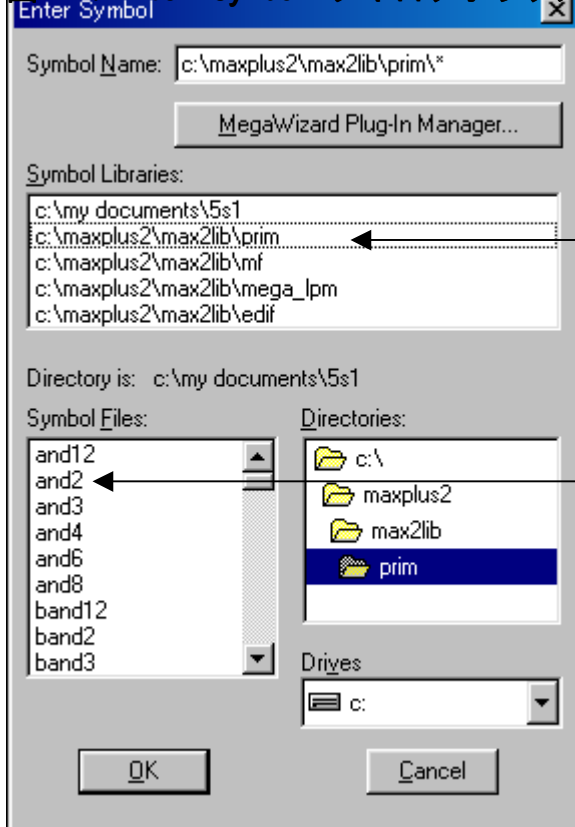 Enter Symbol
Symbol Name: c:\maxplus2\max2lib\prim\*
MegaWizard Plug-In Manager...
Symbol Libraries:
c:\my documents\5s1
c:\maxplus2\max2lib\prim
c:\maxplus2\max2lib\mf
c:\maxplus2\max2lib\mega_lpm
c:\maxplus2\max2lib\edif
Directory is: c:\my documents\5s1
Symbol Files:
and12
and2
and3
and4
and6
and8
band12
band2
band3
Directories:
c:\
maxplus2
max2lib
prim
Drives
c:
OK
Cancel